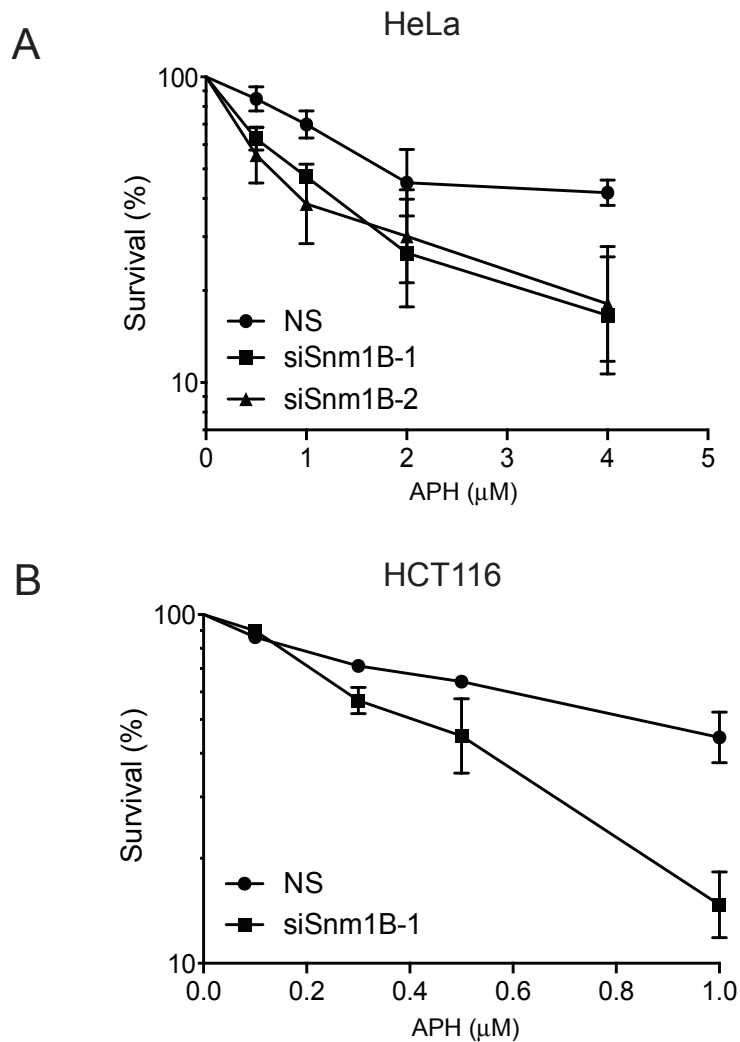 A
HeLa
Survival (%)
100
10
NS
siSnm1B-1
siSnm1B-2
0 1 2 3 4 5
APH (μM)
B
HCT116
Survival (%)
100
10
NS
siSnm1B-1
0.0 0.2 0.4 0.6 0.8 1.0
APH (μM)